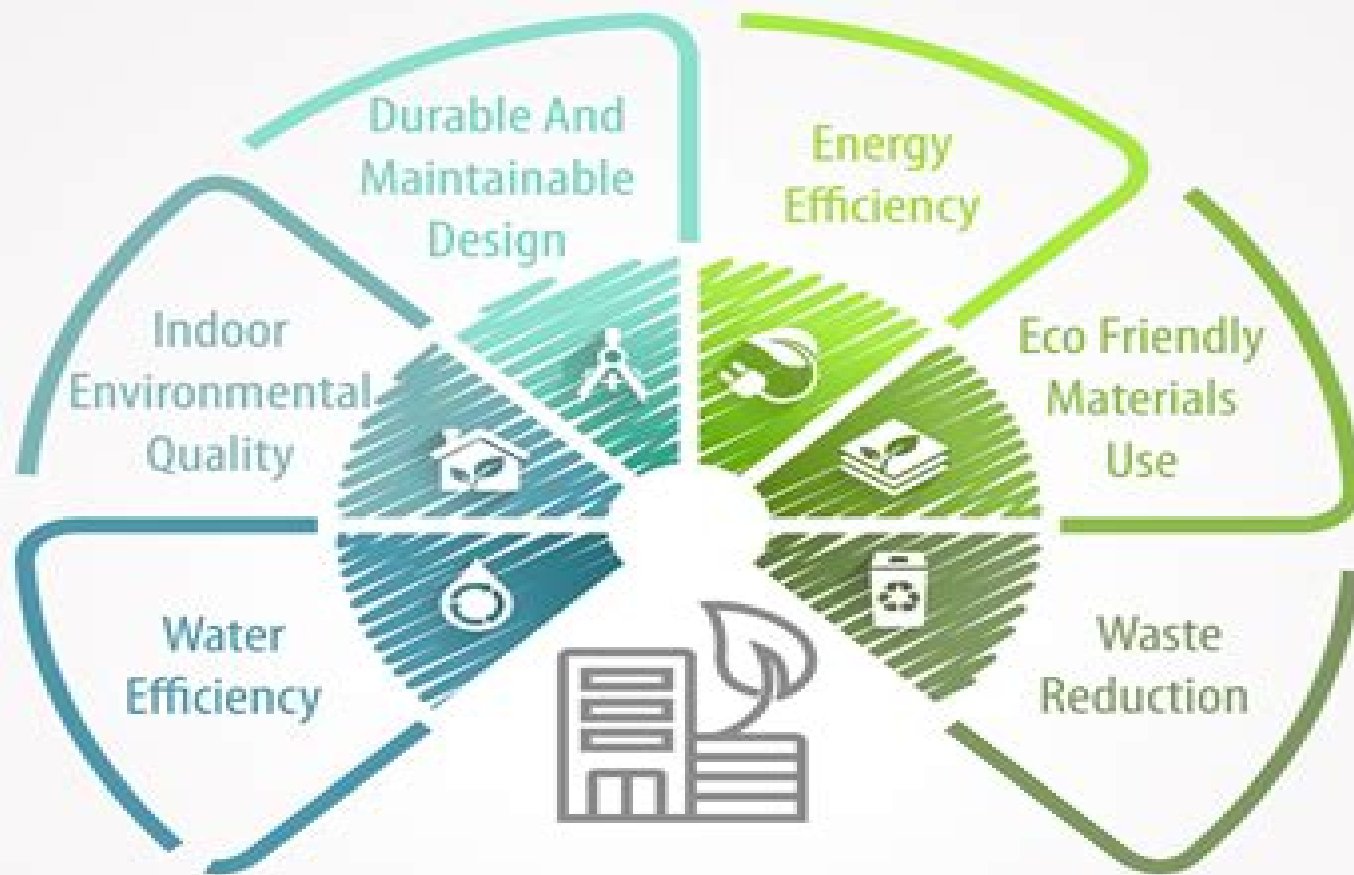 Durable And
Maintainable
Design
Energy
Efficiency
Indoor
Environmental
Quality
Eco Friendly
Materials
Use
Water
Efficiency
Waste
Reduction